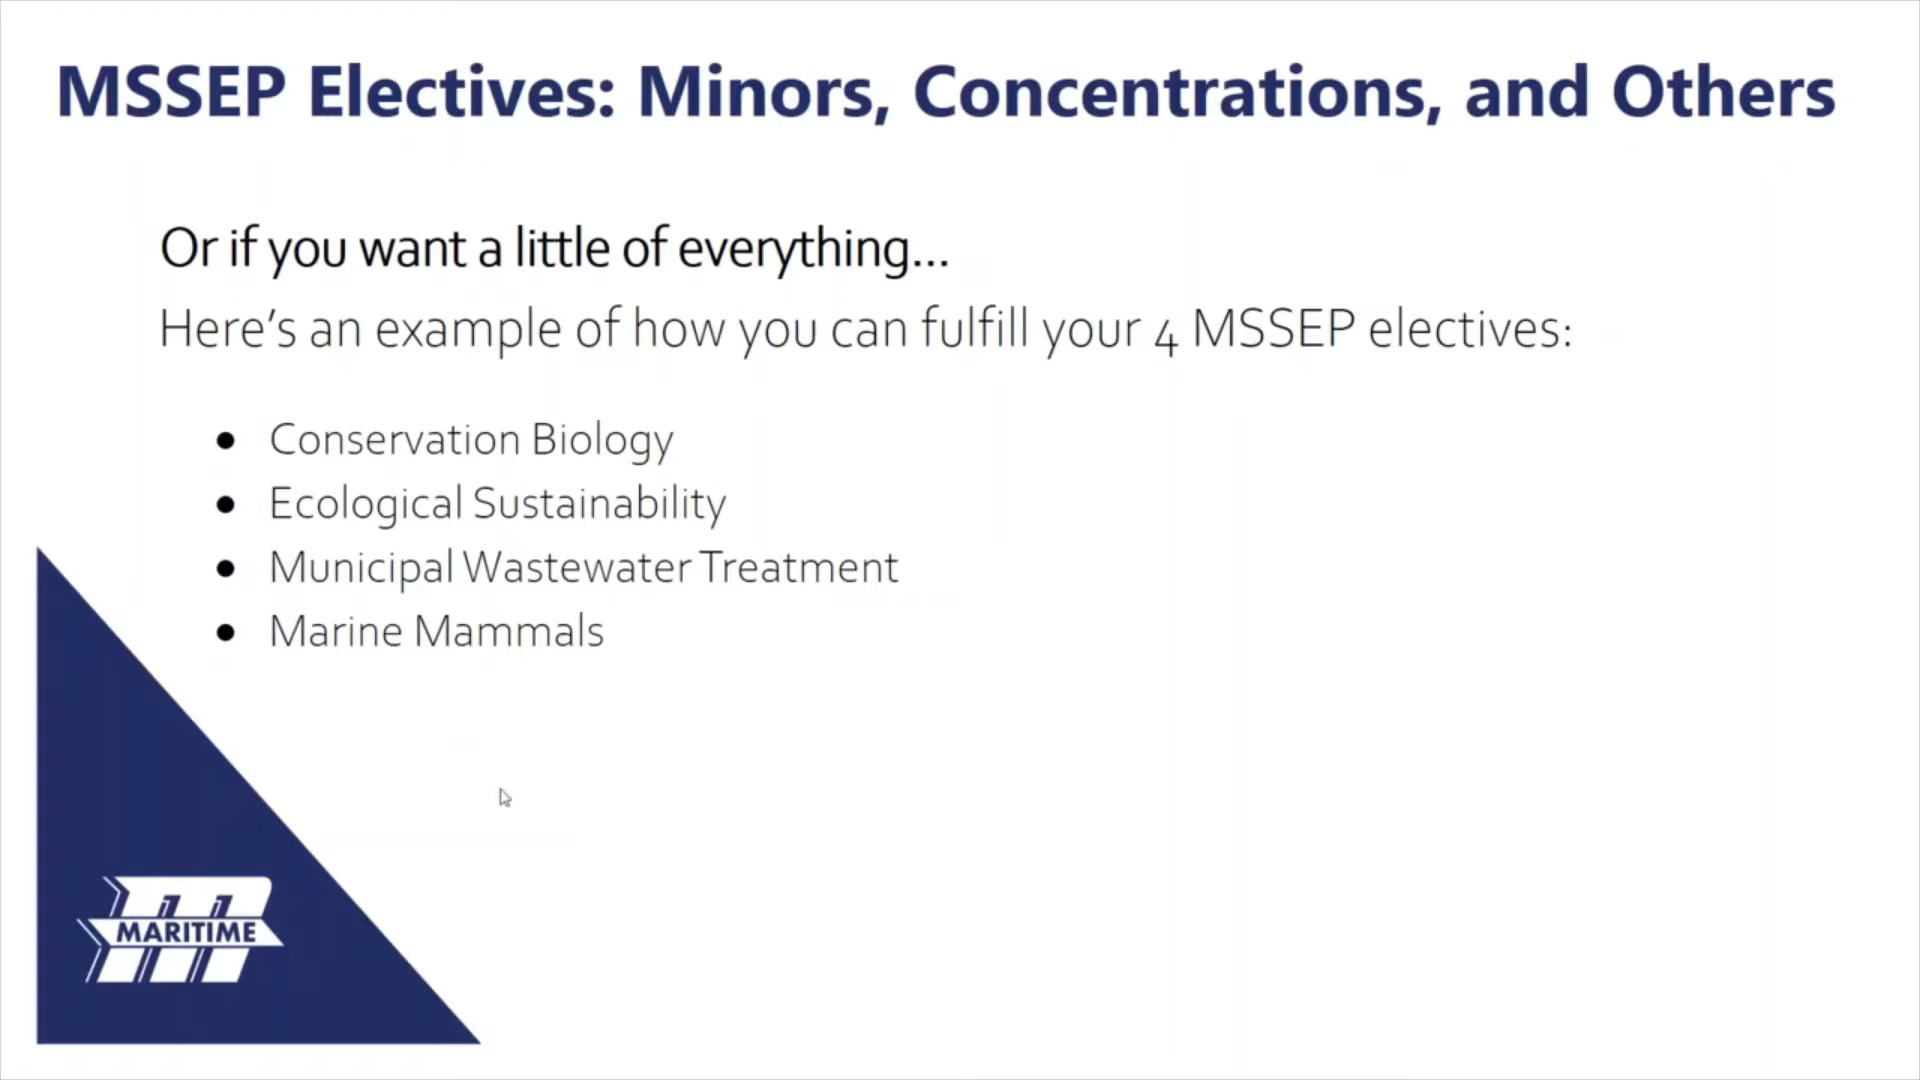 MSSEP Electives: Minors, Concentrations, and Others
Or if you want a little of everything...
Here's an example of how you can fulfill your 4 MSSEP electives:
● Conservation Biology
● Ecological Sustainability
● Municipal Wastewater Treatment
● Marine Mammals
MARITIME